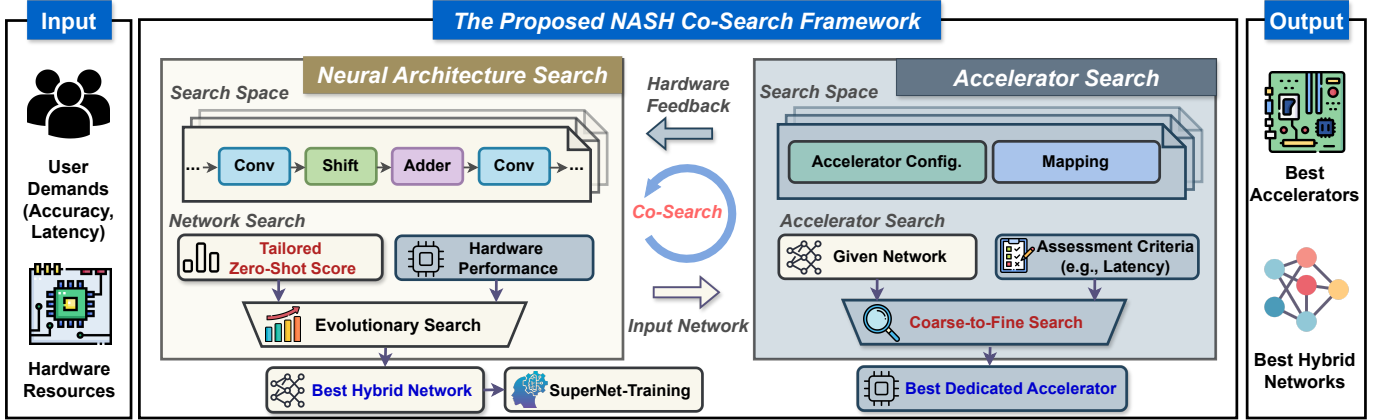 Input
User
Demands
(Accuracy,
Latency)
Hardware
Resources
The Proposed NASH Co-Search Framework
Neural Architecture Search
Search Space
... Conv Shift Adder Conv ...
Network Search
Tailored
Zero-Shot Score
Hardware
Performance
Evolutionary Search
Best Hybrid Network
SuperNet-Training
Hardware
Feedback
Co-Search
Input Network
Accelerator Search
Search Space
Accelerator Config.
Mapping
Accelerator Search
Given Network
Assessment Criteria
(e.g., Latency)
Coarse-to-Fine Search
Best Dedicated Accelerator
Output
Best
Accelerators
Best Hybrid
Networks